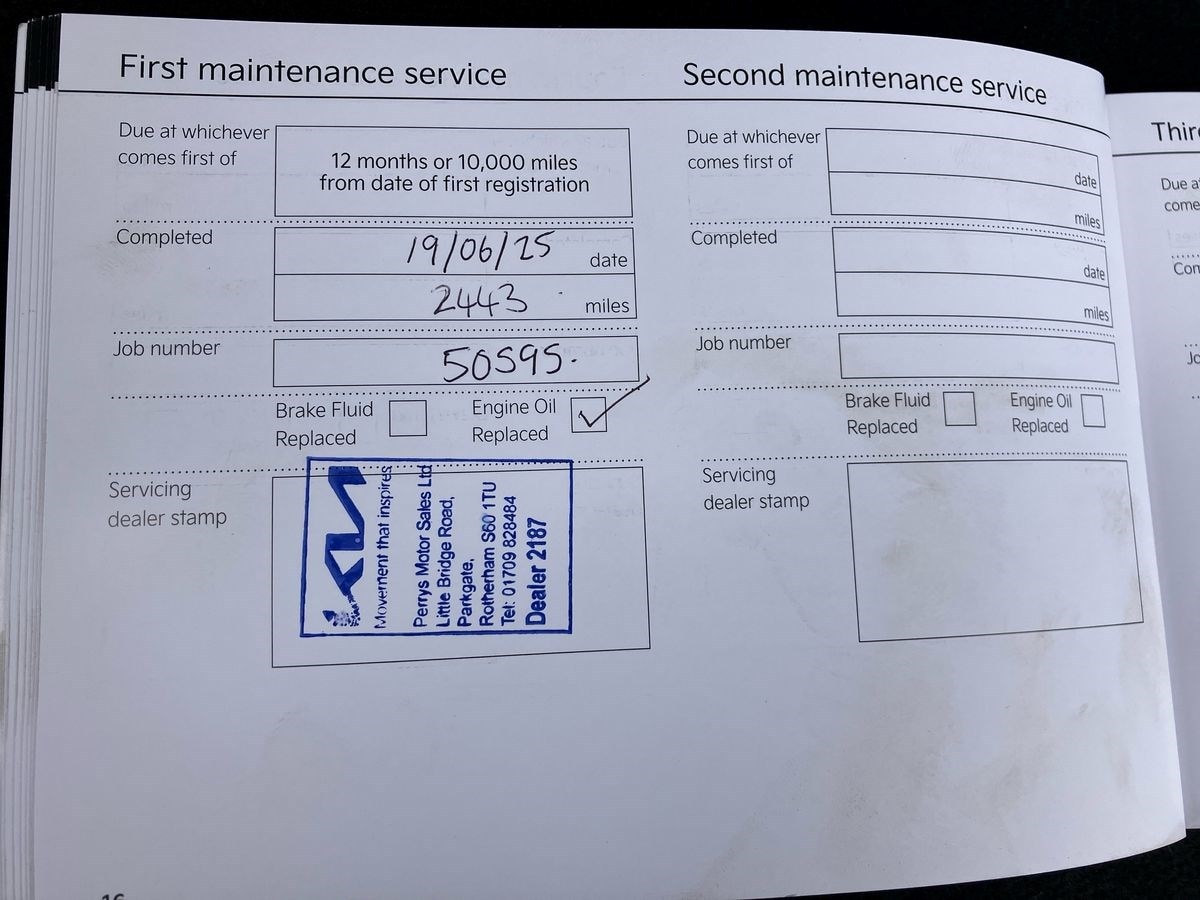 First maintenance service
Due at whichever
comes first of
12 months or 10,000 miles
from date of first registration
Completed
19/06/25 date
2443 miles
Job number
50595.
Brake Fluid
Replaced
Engine Oil
Replaced
Servicing
dealer stamp
KIA
Movement that inspires
Perrys Motor Sales Ltd
Little Bridge Road,
Parkgate,
Rotherham S60 1TU
Tel: 01709 828484
Dealer 2187
16
Second maintenance service
Due at whichever
comes first of
date
miles
Completed
date
miles
Job number
Brake Fluid
Replaced
Engine Oil
Replaced
Servicing
dealer stamp
Thir
Due a
come
Com
Jo